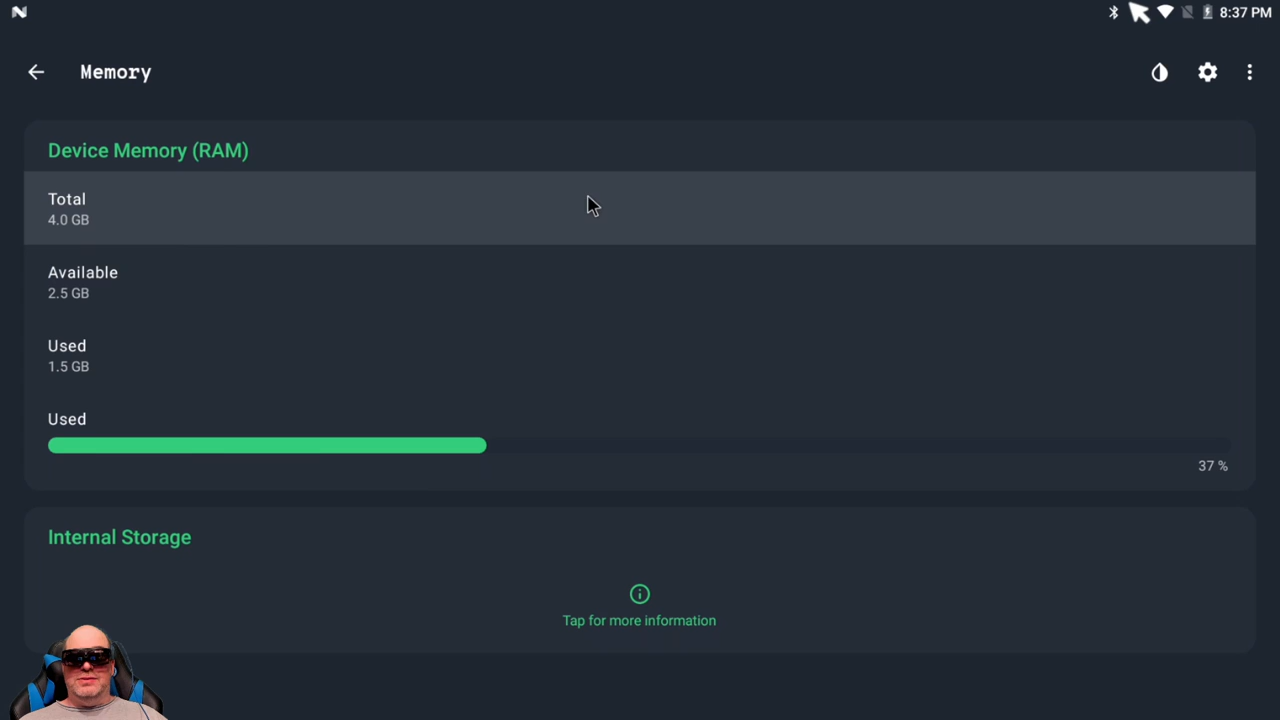 8:37 PM
Memory
Device Memory (RAM)
Total
4.0 GB
Available
2.5 GB
Used
1.5 GB
Used
37 %
Internal Storage
Tap for more information